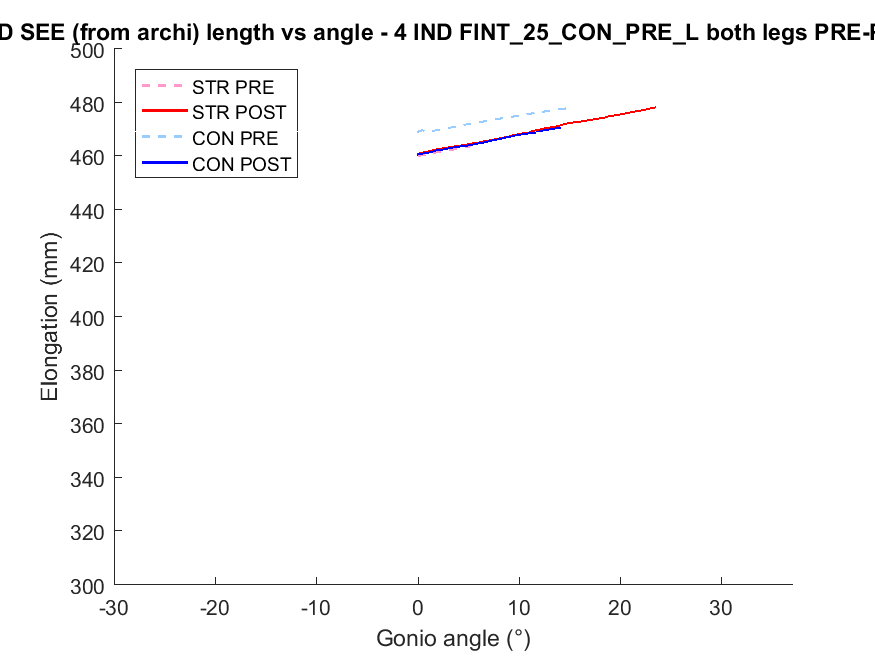 D SEE (from archi) length vs angle - 4 IND FINT_25_CON_PRE_L both legs PRE-P
500
480
460
440
420
400
380
360
340
320
300
Elongation (mm)
STR PRE
STR POST
CON PRE
CON POST
-30 -20 -10 0 10 20 30
Gonio angle (°)